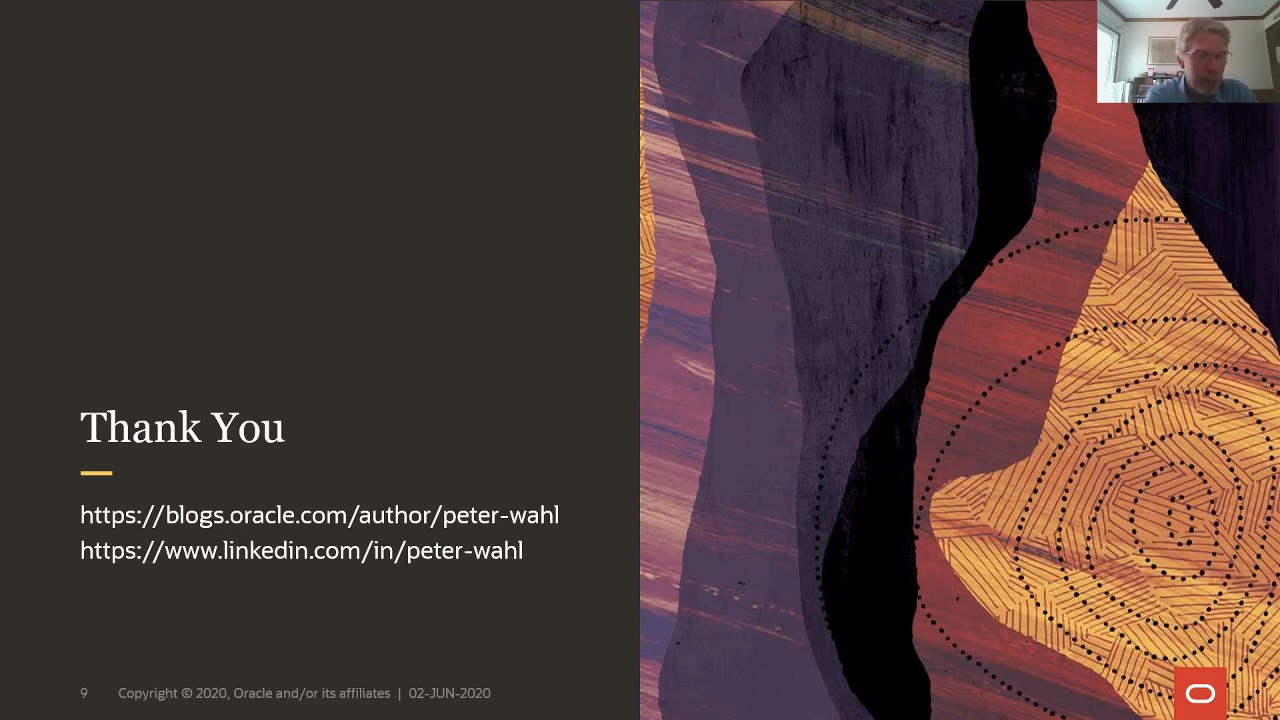 Thank You
https://blogs.oracle.com/author/peter-wahl
https://www.linkedin.com/in/peter-wahl
9 Copyright © 2020, Oracle and/or its affiliates | 02-JUN-2020